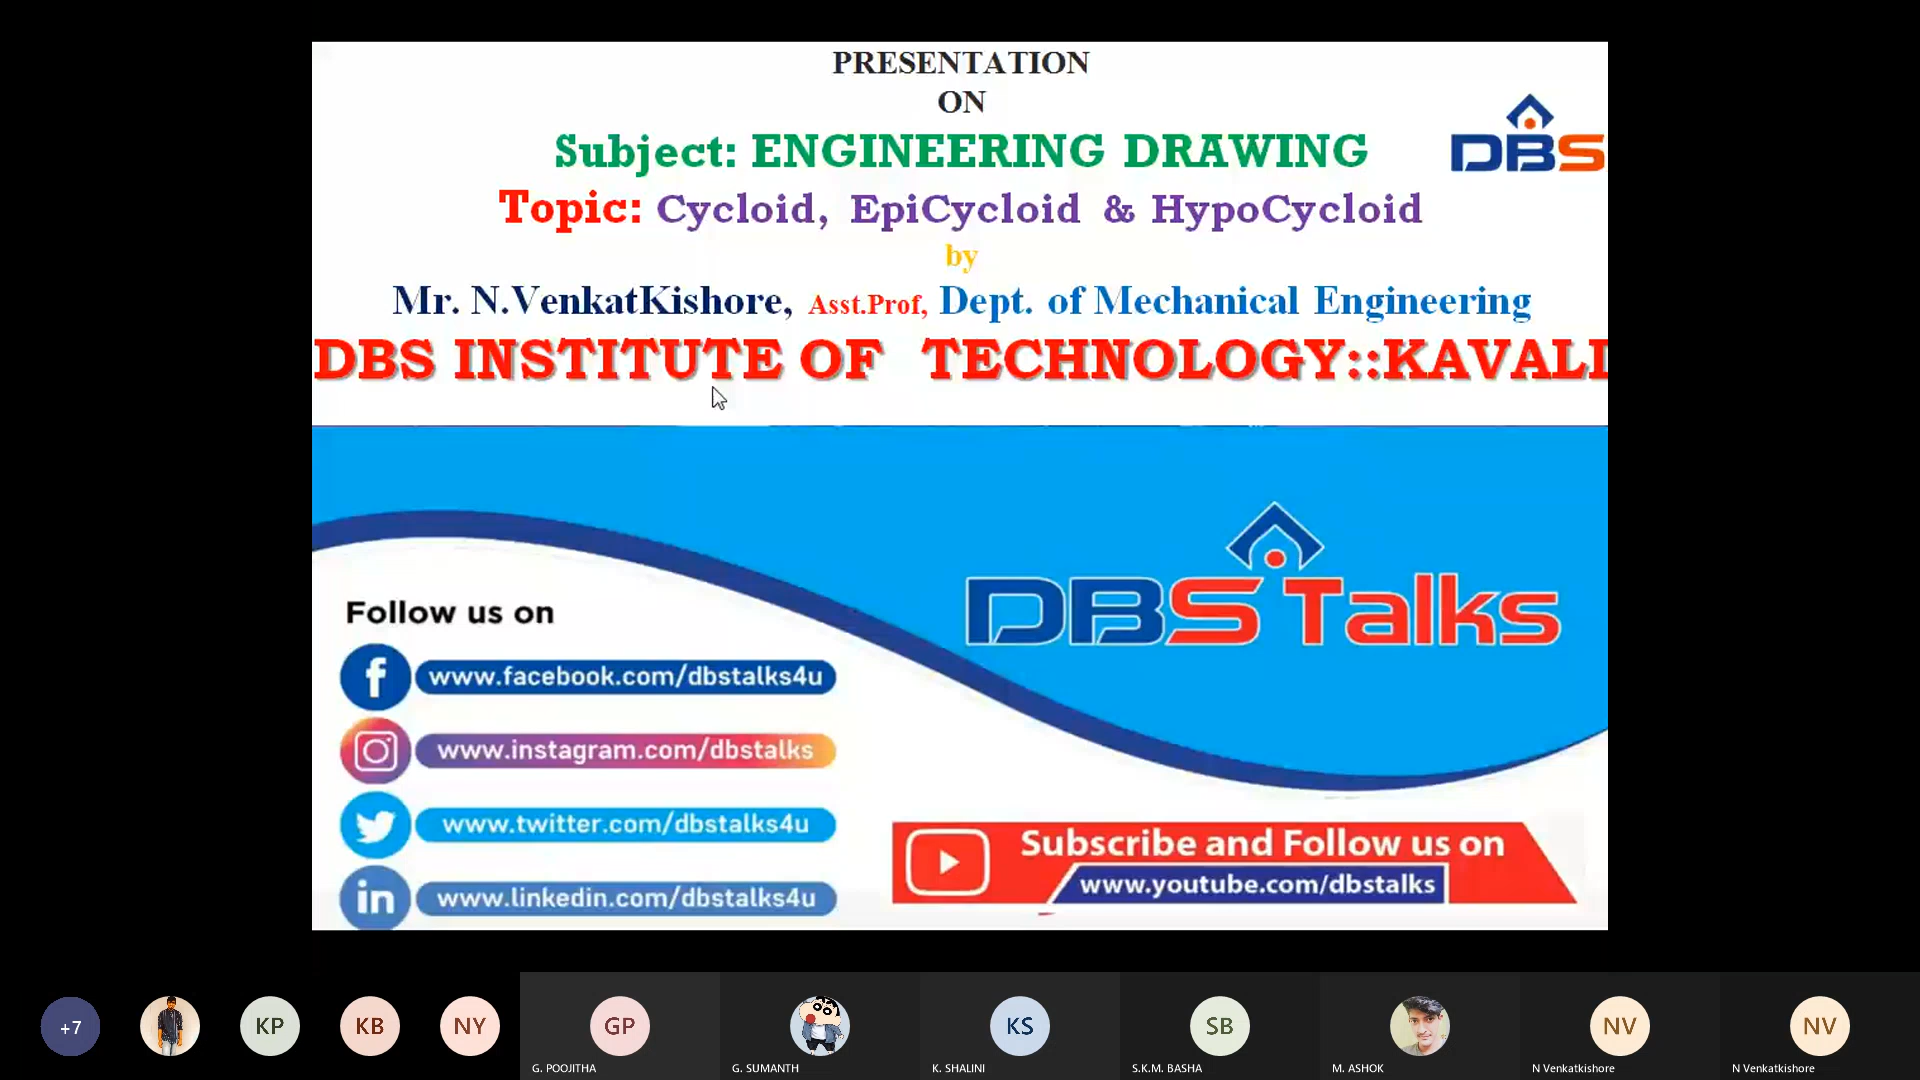 PRESENTATION
ON
Subject: ENGINEERING DRAWING
DBS
Topic: Cycloid, EpiCycloid & HypoCycloid
by
Mr. N.VenkatKishore, Asst.Prof, Dept. of Mechanical Engineering
DBS INSTITUTE OF TECHNOLOGY::KAVALI
DBS Talks
Follow us on
www.facebook.com/dbstalks4u
www.instagram.com/dbstalks
www.twitter.com/dbstalks4u
www.linkedin.com/dbstalks4u
Subscribe and Follow us on
www.youtube.com/dbstalks
+7 KP KB NY GP KS SB NV NV
G. POOJITHA G. SUMANTH K. SHALINI S.K.M. BASHA M. ASHOK N Venkatkishore N Venkatkishore